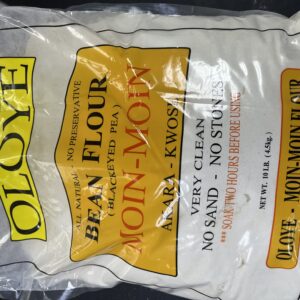 OLOYE
ALL NATURAL - NO PRESERVATIVE
BEAN FLOUR
(BLACKEYED PEA)
MOIN-MOIN
AKARA - KWOSE
VERY CLEAN
NO SAND - NO STONES
*** SOAK TWO HOURS BEFORE USING
NET WT. 10 LB. (4.5kg.)
OLOYE - MOIN-MOIN FLOUR